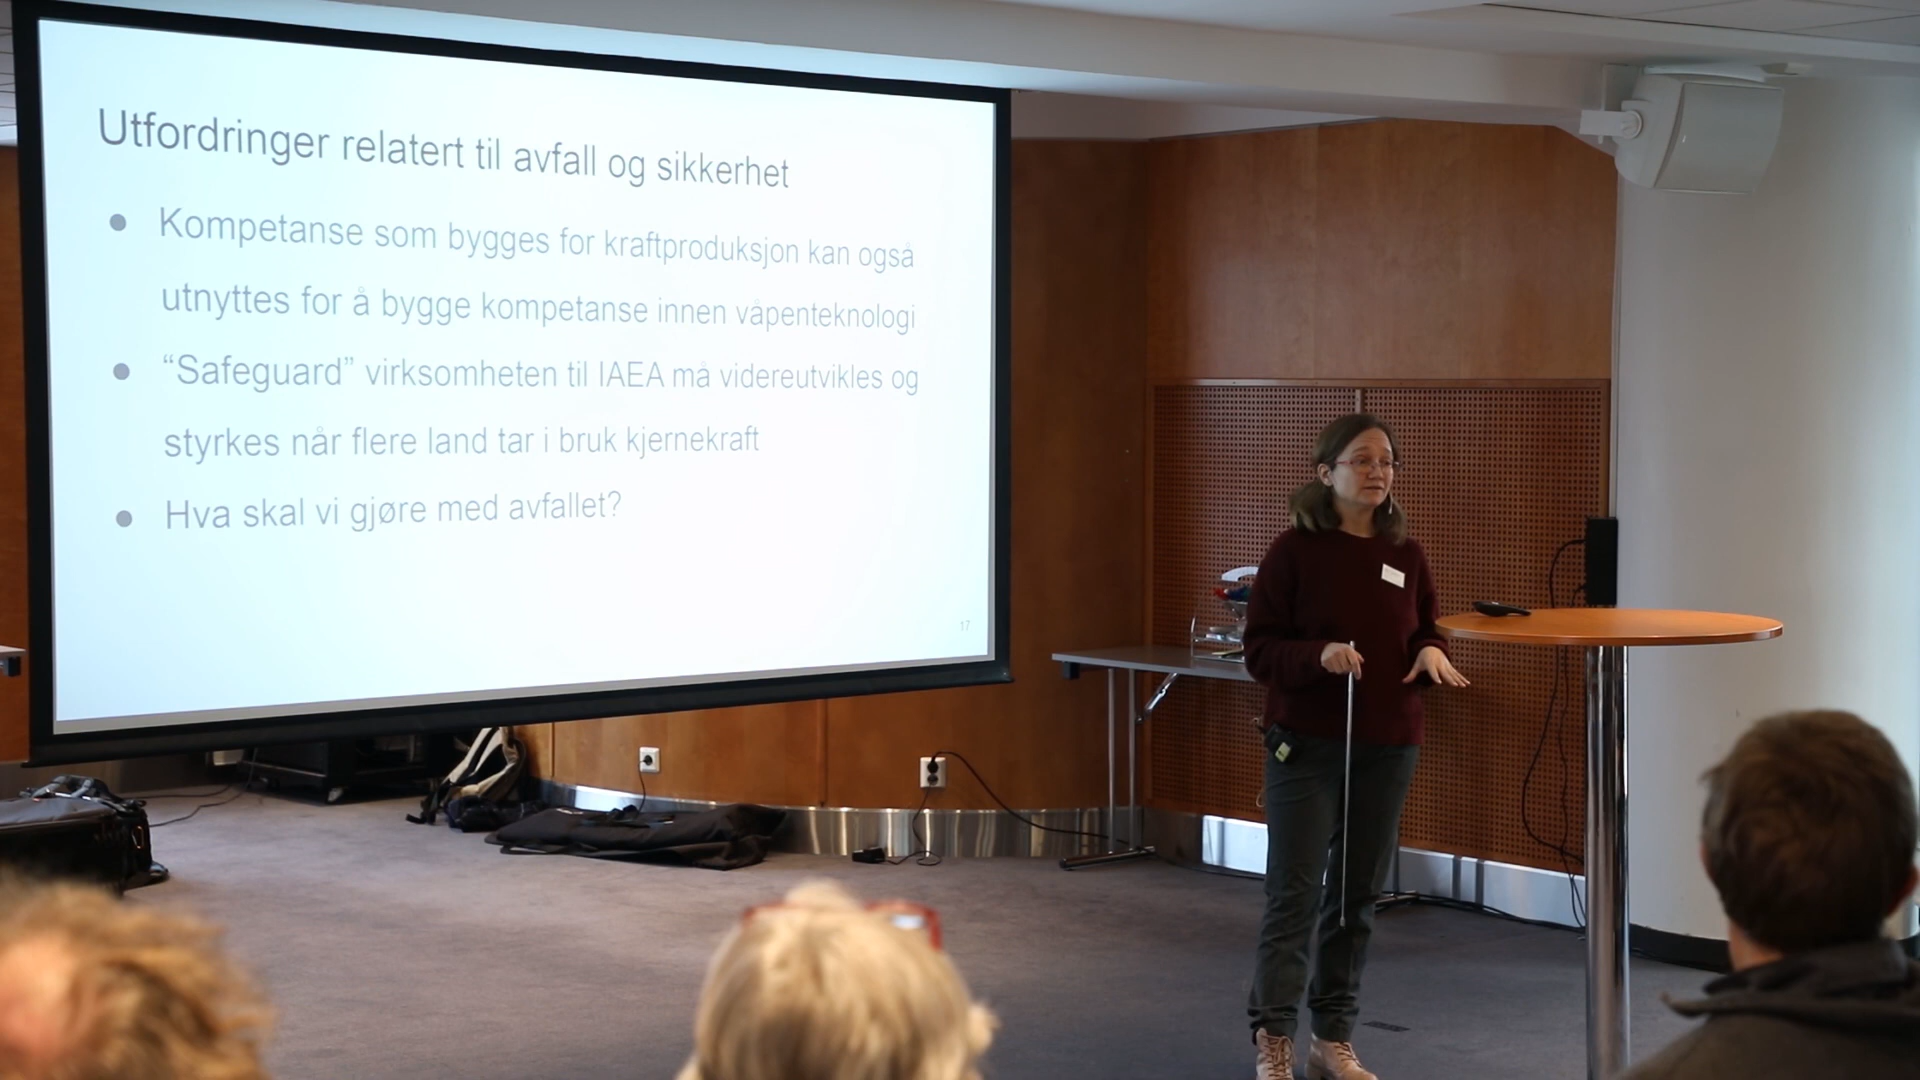 Utfordringer relatert til avfall og sikkerhet
● Kompetanse som bygges for kraftproduksjon kan også
utnyttes for å bygge kompetanse innen våpenteknologi
● “Safeguard” virksomheten til IAEA må videreutvikles og
styrkes når flere land tar i bruk kjernekraft
● Hva skal vi gjøre med avfallet?
17